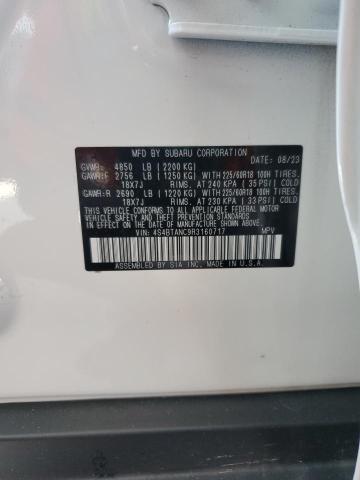 MFD BY SUBARU CORPORATION DATE 08/23
GVWR: 4850 LB (2200 KG)
GAWR:F 2756 LB (1250 KG) WITH 225/60R18 100H TIRES.
18X7J RIMS. AT 240 KPA (35 PSI) COLD
GAWR:R 2690 LB (1220 KG) WITH 225/60R18 100H TIRES.
18X7J RIMS. AT 230 KPA (33 PSI) COLD
THIS VEHICLE CONFORMS TO ALL APPLICABLE FEDERAL MOTOR
VEHICLE SAFETY, BUMPER, AND THEFT PREVENTION STANDARDS
IN EFFECT ON THE DATE OF MANUFACTURE SHOWN ABOVE.
VIN: 4S4BTANC9R3160717 MPV
ASSEMBLED BY SIA INC. MADE IN U.S.A.